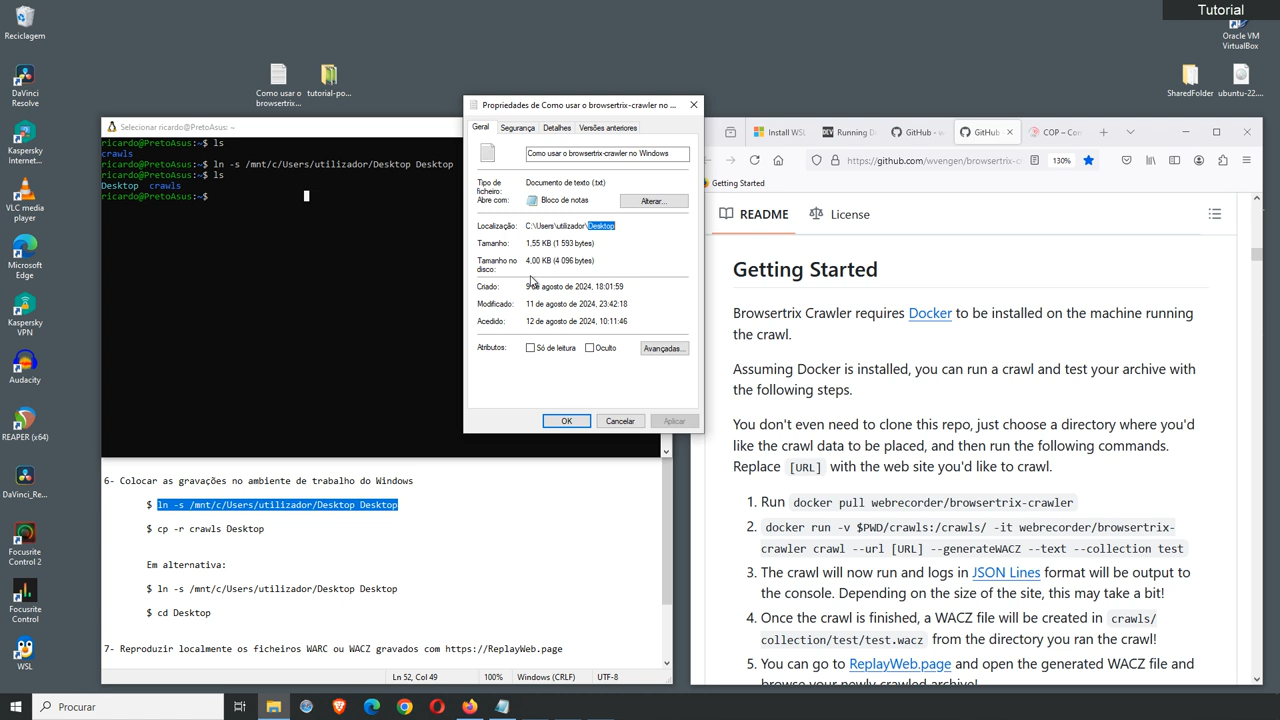 Tutorial
Reciclagem
Oracle VM
VirtualBox
DaVinci
Resolve
Como usar o
browsertrix...
tutorial-po...
SharedFolder
ubuntu-22....
Kaspersky
Internet...
VLC media
player
Microsoft
Edge
Kaspersky
VPN
Audacity
REAPER (x64)
DaVinci_Re...
Focusrite
Control 2
Focusrite
Control
WSL
Selecionar ricardo@PretoAsus: ~
ricardo@PretoAsus:~$ ls
crawls
ricardo@PretoAsus:~$ ln -s /mnt/c/Users/utilizador/Desktop Desktop
ricardo@PretoAsus:~$ ls
Desktop crawls
ricardo@PretoAsus:~$
Propriedades de Como usar o browsertrix-crawler no ...
Geral Segurança Detalhes Versões anteriores
Como usar o browsertrix-crawler no Windows
Tipo de
ficheiro:
Documento de texto (.txt)
Abre com: Bloco de notas Alterar...
Localização: C:\Users\utilizador\Desktop
Tamanho: 1,55 KB (1 593 bytes)
Tamanho no
disco:
4,00 KB (4 096 bytes)
Criado: 9 de agosto de 2024, 18:01:59
Modificado: 11 de agosto de 2024, 23:42:18
Acedido: 12 de agosto de 2024, 10:11:46
Atributos: Só de leitura Oculto Avançadas...
OK Cancelar Aplicar
6- Colocar as gravações no ambiente de trabalho do Windows
$ ln -s /mnt/c/Users/utilizador/Desktop Desktop
$ cp -r crawls Desktop
Em alternativa:
$ ln -s /mnt/c/Users/utilizador/Desktop Desktop
$ cd Desktop
7- Reproduzir localmente os ficheiros WARC ou WACZ gravados com https://ReplayWeb.page
Ln 52, Col 49 100% Windows (CRLF) UTF-8
Install WSL Running D GitHub - w GitHub COP – Con
https://github.com/wvengen/browsertrix-c 130%
Getting Started
README License
Getting Started
Browsertrix Crawler requires Docker to be installed on the machine running
the crawl.
Assuming Docker is installed, you can run a crawl and test your archive with
the following steps.
You don't even need to clone this repo, just choose a directory where you'd
like the crawl data to be placed, and then run the following commands.
Replace [URL] with the web site you'd like to crawl.
1. Run docker pull webrecorder/browsertrix-crawler
2. docker run -v $PWD/crawls:/crawls/ -it webrecorder/browsertrix-
crawler crawl --url [URL] --generateWACZ --text --collection test
3. The crawl will now run and logs in JSON Lines format will be output to
the console. Depending on the size of the site, this may take a bit!
4. Once the crawl is finished, a WACZ file will be created in crawls/
collection/test/test.wacz from the directory you ran the crawl!
5. You can go to ReplayWeb.page and open the generated WACZ file and
browse your newly crawled archive!
Procurar